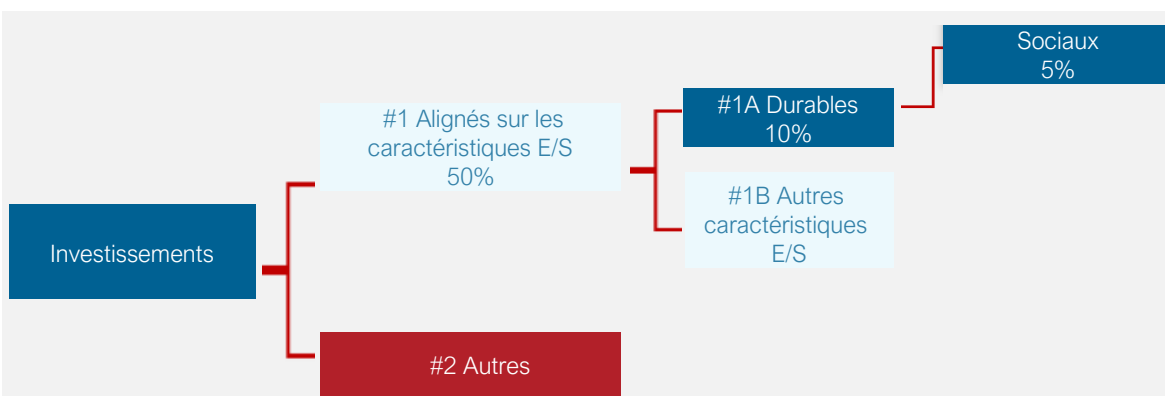 Sociaux
5%
#1A Durables
10%
#1 Alignés sur les
caractéristiques E/S
50%
#1B Autres
caractéristiques
E/S
Investissements
#2 Autres